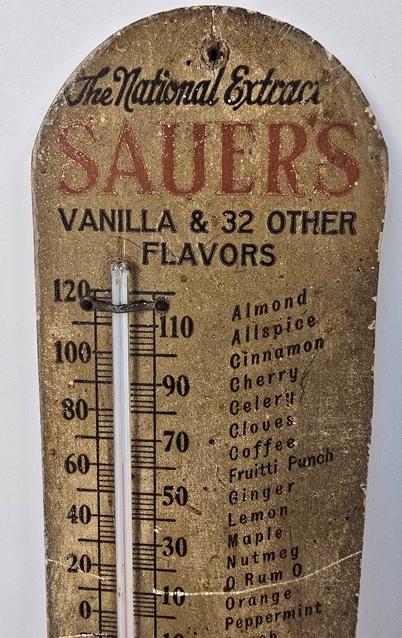 The National Extract
SAUER'S
VANILLA & 32 OTHER
FLAVORS
120
110
100
90
80
70
60
50
40
30
20
10
0
Almond
Allspice
Cinnamon
Cherry
Celery
Cloves
Coffee
Fruitti Punch
Ginger
Lemon
Maple
Nutmeg
O Rum O
Orange
Peppermint